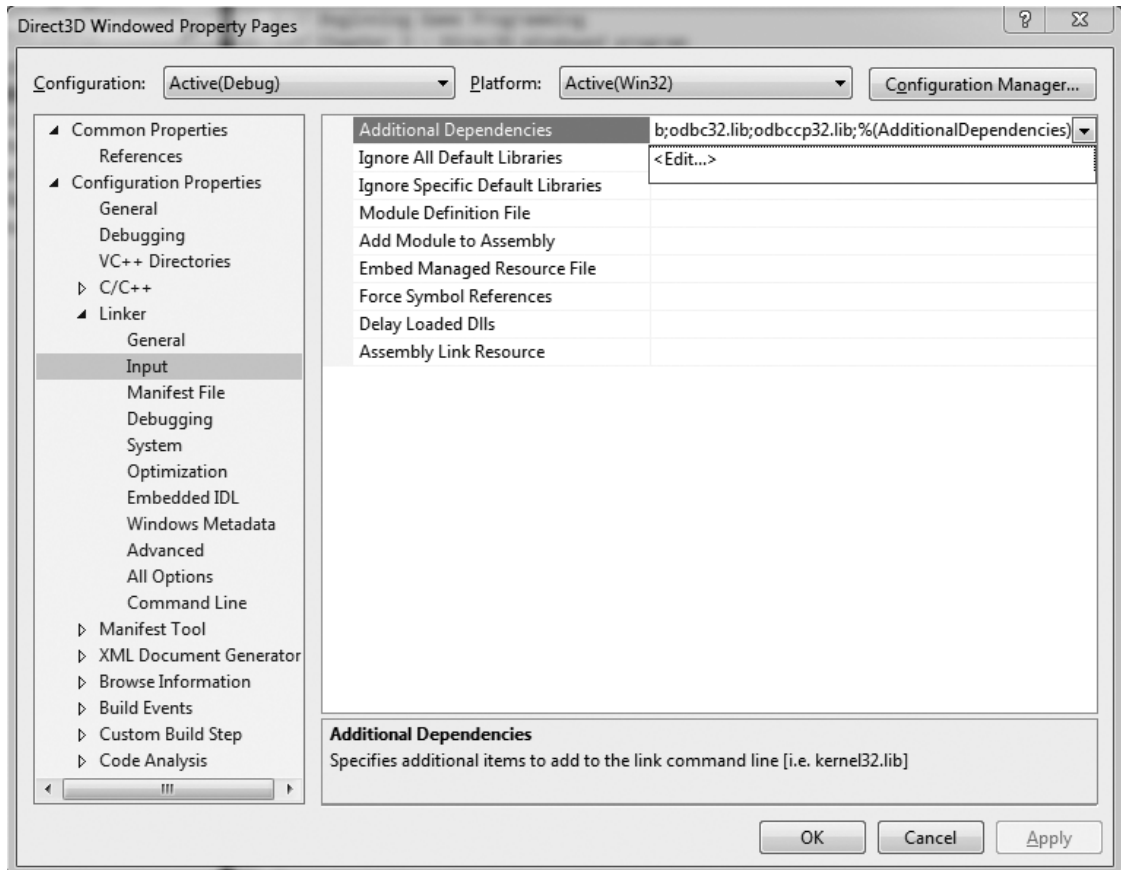 Direct3D Windowed Property Pages
Configuration: Active(Debug) Platform: Active(Win32) Configuration Manager...
Common Properties
References
Configuration Properties
General
Debugging
VC++ Directories
C/C++
Linker
General
Input
Manifest File
Debugging
System
Optimization
Embedded IDL
Windows Metadata
Advanced
All Options
Command Line
Manifest Tool
XML Document Generator
Browse Information
Build Events
Custom Build Step
Code Analysis
Additional Dependencies b;odbc32.lib;odbccp32.lib;%(AdditionalDependencies)
Ignore All Default Libraries <Edit...>
Ignore Specific Default Libraries
Module Definition File
Add Module to Assembly
Embed Managed Resource File
Force Symbol References
Delay Loaded Dlls
Assembly Link Resource
Additional Dependencies
Specifies additional items to add to the link command line [i.e. kernel32.lib]
OK Cancel Apply